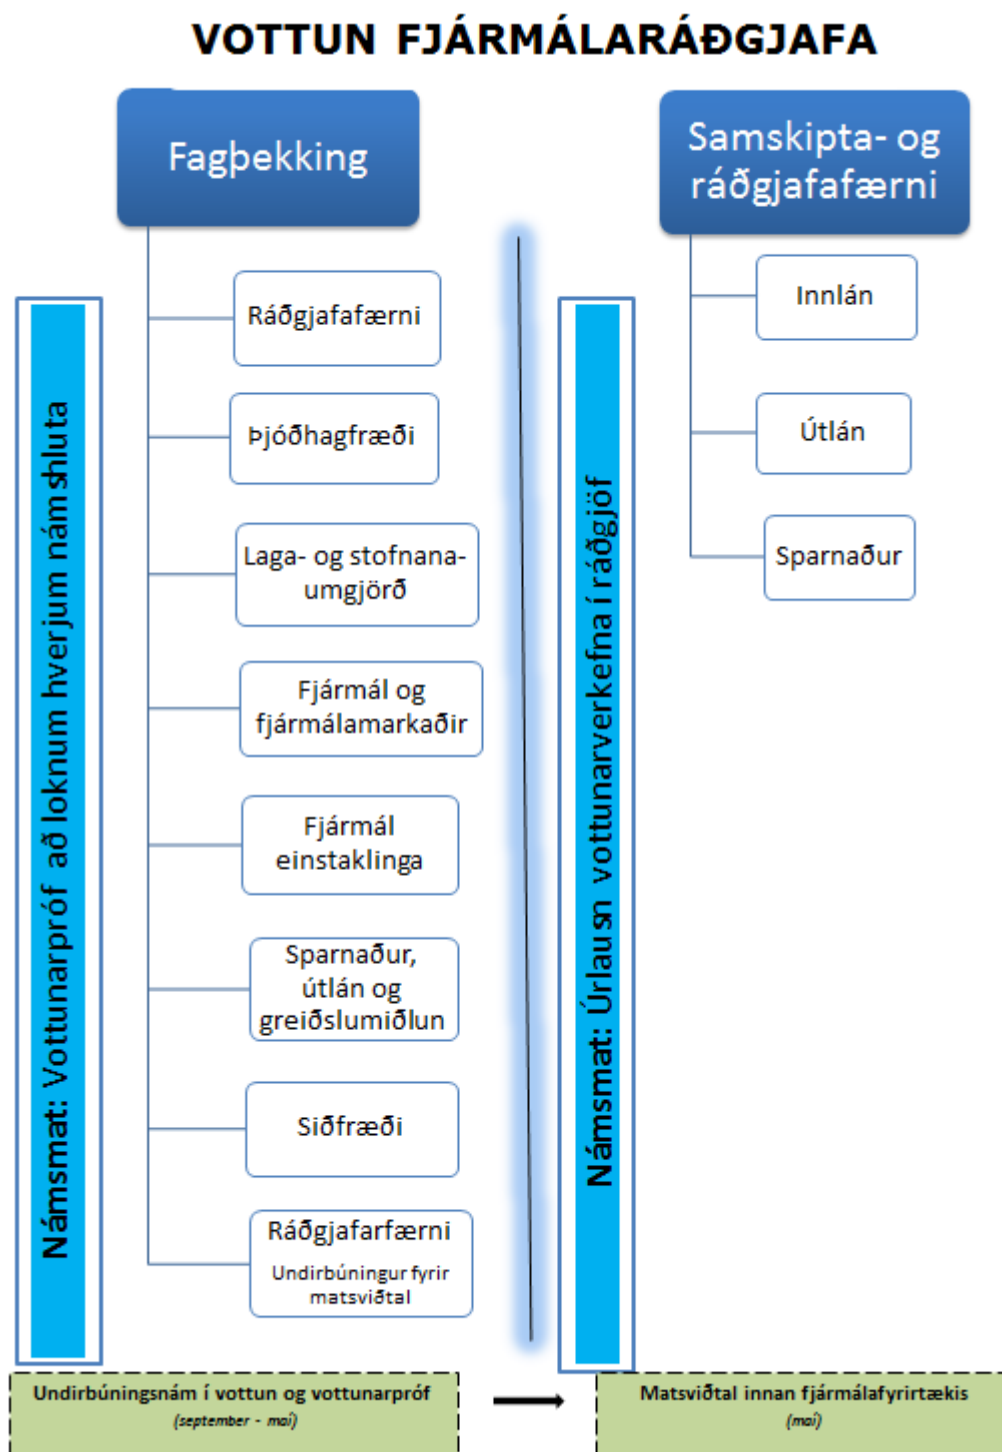 VOTTUN FJÁRMÁLARÁÐGJAFA
Fagþekking
Ráðgjafafærni
Þjóðhagfræði
Laga- og stofnana-
umgjörð
Fjármál og
fjármálamarkaðir
Fjármál
einstaklinga
Sparnaður,
útlán og
greiðslumiðlun
Siðfræði
Ráðgjafarfærni
Undirbúningur fyrir
matsviðtal
Námsmat: Vottunarpróf að loknum hverjum námshluta
Samskipta- og
ráðgjafafærni
Innlán
Útlán
Sparnaður
Námsmat: Úrlausn vottunarverkefna í ráðgjöf
Undirbúningsnám í vottun og vottunarpróf
(september - maí)
Matsviðtal innan fjármálafyrirtækis
(maí)